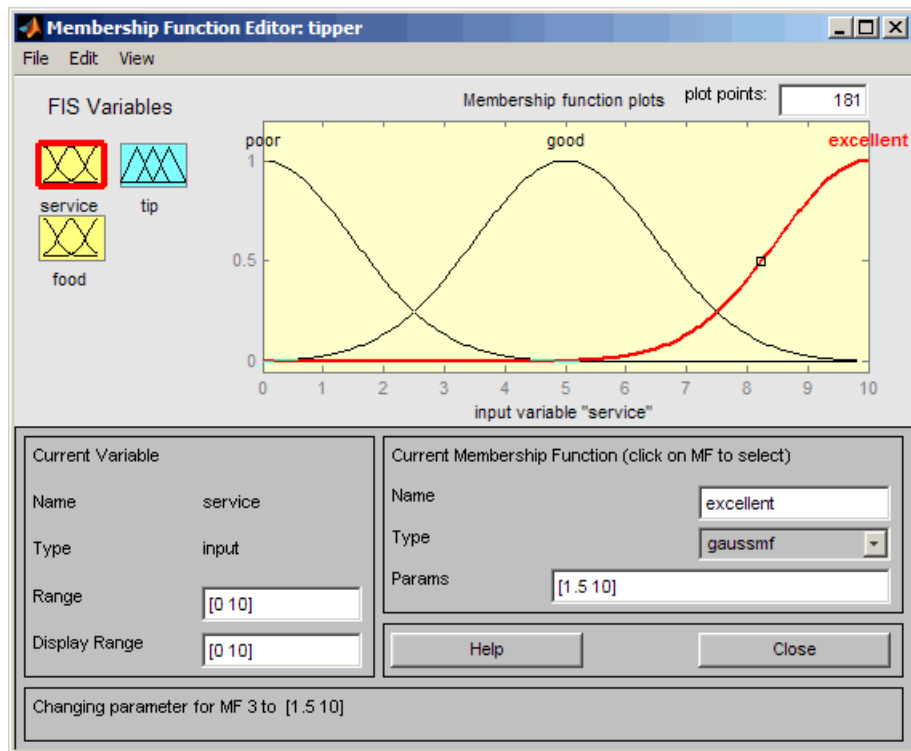 Membership Function Editor: tipper
File Edit View
FIS Variables
service
tip
food
Membership function plots
plot points:
181
poor
good
excellent
1
0.5
0
0 1 2 3 4 5 6 7 8 9 10
input variable "service"
Current Variable
Name service
Type input
Range [0 10]
Display Range [0 10]
Current Membership Function (click on MF to select)
Name excellent
Type gaussmf
Params [1.5 10]
Help
Close
Changing parameter for MF 3 to [1.5 10]